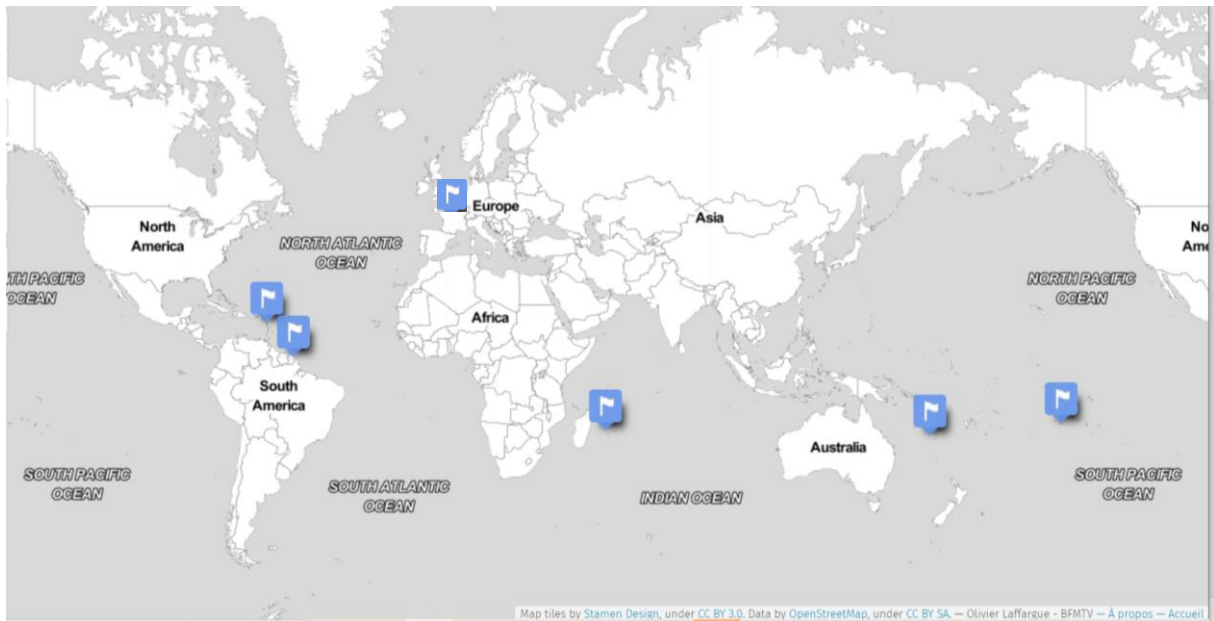 North
America
NORTH ATLANTIC
OCEAN
Europe
Asia
No
Ame
TH PACIFIC
OCEAN
NORTH PACIFIC
OCEAN
Africa
South
America
Australia
SOUTH PACIFIC
OCEAN
SOUTH ATLANTIC
OCEAN
INDIAN OCEAN
SOUTH PACIFIC
OCEAN
Map tiles by Stamen Design, under CC BY 3.0. Data by OpenStreetMap, under CC BY SA. — Olivier Laffargue - BFMTV — À propos — Accueil